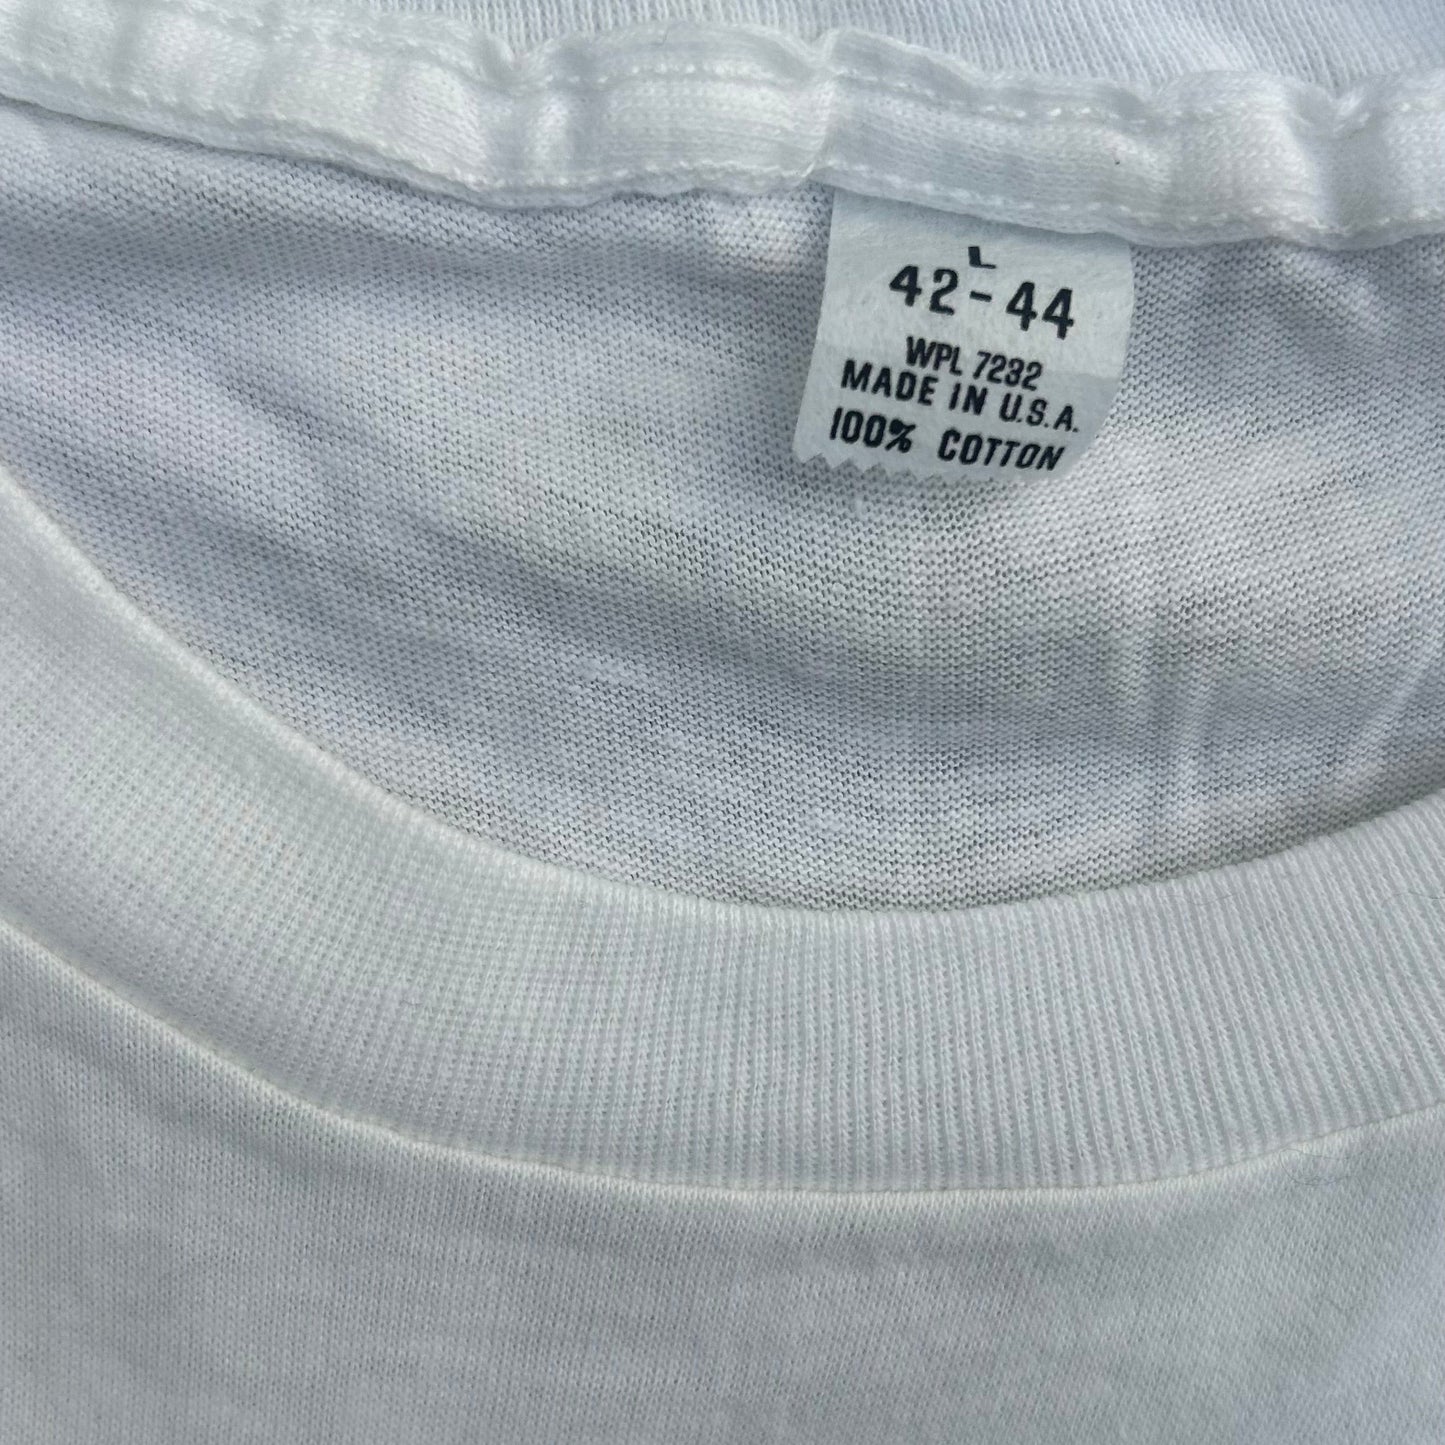 L
42-44
WPL 7232
MADE IN U.S.A.
100% COTTON